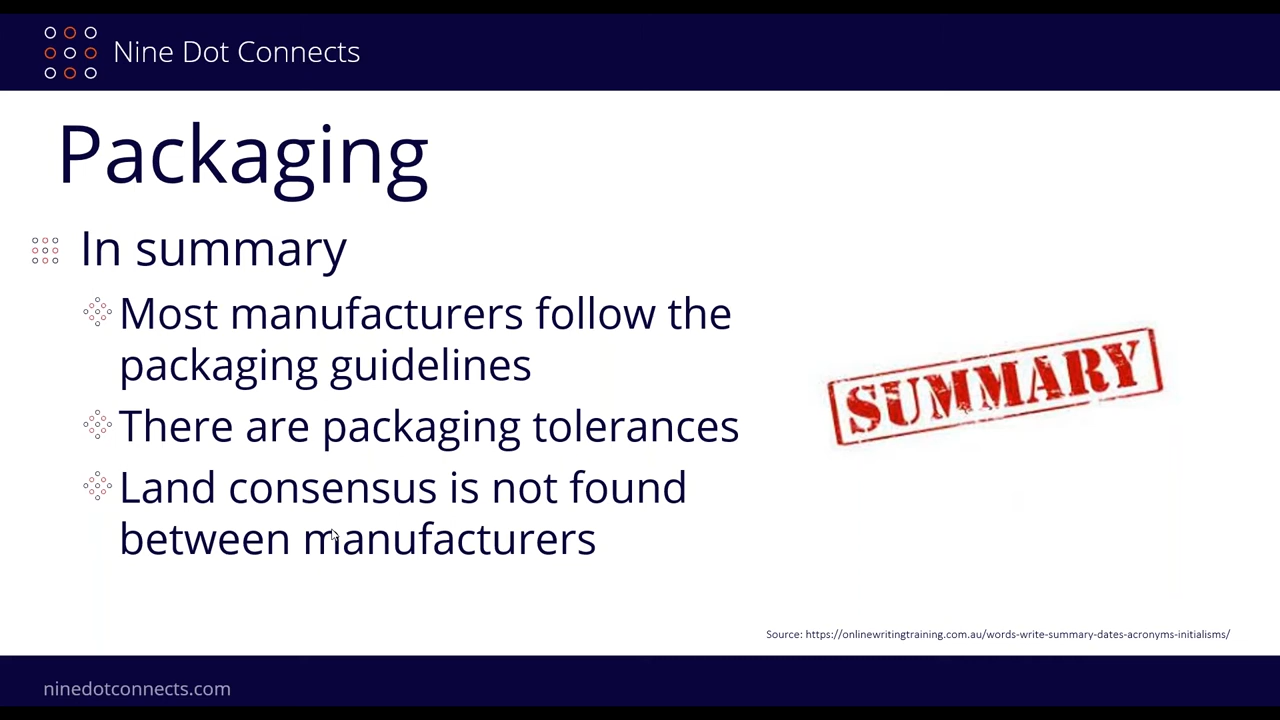 Nine Dot Connects
Packaging
In summary
Most manufacturers follow the
packaging guidelines
There are packaging tolerances
Land consensus is not found
between manufacturers
SUMMARY
Source: https://onlinewritingtraining.com.au/words-write-summary-dates-acronyms-initialisms/
ninedotconnects.com